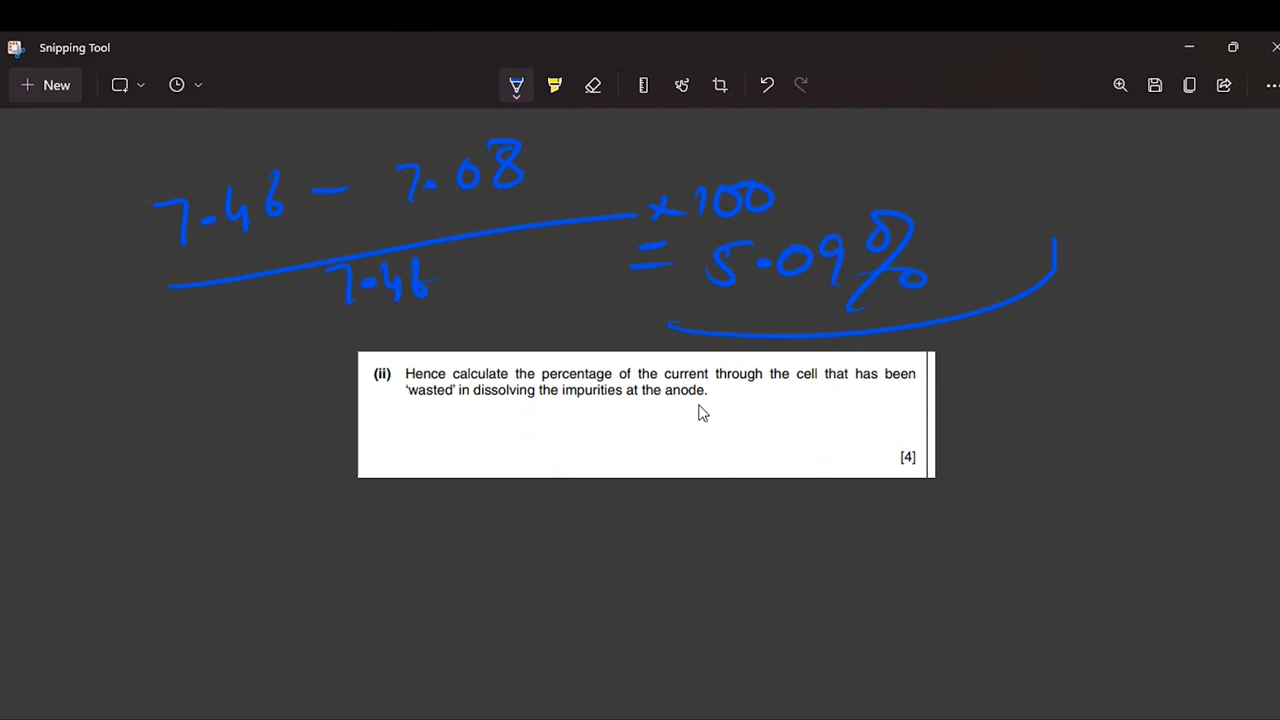 Snipping Tool
New
7.46 - 7.08
× 100
7.46
= 5.09%
(ii) Hence calculate the percentage of the current through the cell that has been
‘wasted’ in dissolving the impurities at the anode.
[4]